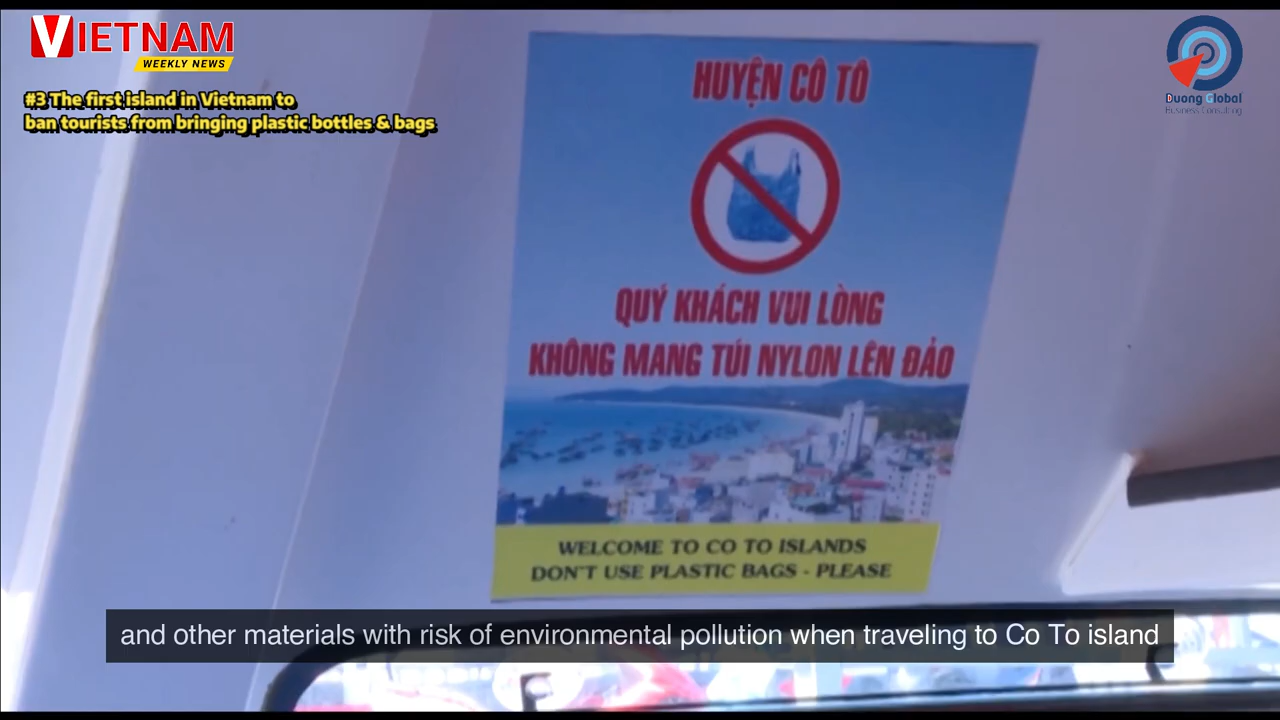 VIETNAM
WEEKLY NEWS
#3 The first island in Vietnam to
ban tourists from bringing plastic bottles & bags
Duong Global
Business Consulting
HUYỆN CÔ TÔ
QUÝ KHÁCH VUI LÒNG
KHÔNG MANG TÚI NYLON LÊN ĐẢO
WELCOME TO CO TO ISLANDS
DON'T USE PLASTIC BAGS - PLEASE
and other materials with risk of environmental pollution when traveling to Co To island